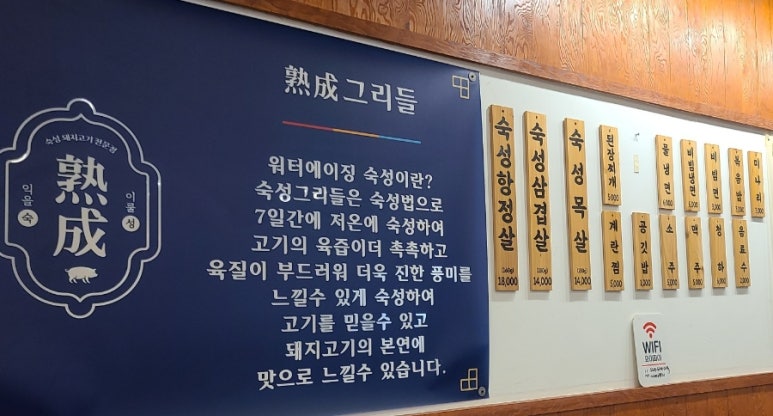 숙성 돼지고기 전문점
熟成
익을
숙
이룰
성
熟成그리들
워터에이징 숙성이란?
숙성그리들은 숙성법으로
7일간에 저온에 숙성하여
고기의 육즙이더 촉촉하고
육질이 부드러워 더욱 진한 풍미를
느낄수 있게 숙성하여
고기를 믿을수 있고
돼지고기의 본연에
맛으로 느낄수 있습니다.
숙성항정살
18,000
숙성삼겹살
14,000
숙성목살
14,000
된장찌개
5,000
물냉면
비빔냉면
비빔면
볶음밥
미나리
계란찜
5,000
공깃밥
소주
맥주
청하
음료수
WIFI
와이파이